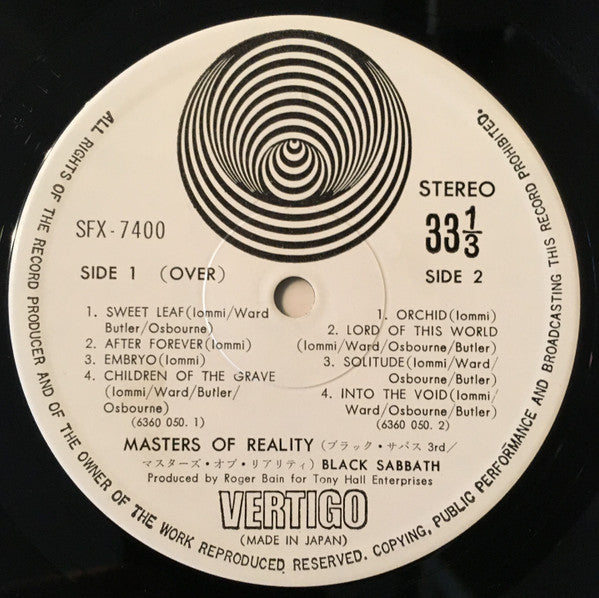 ALL RIGHTS OF THE RECORD PRODUCER AND OF THE OWNER OF THE WORK REPRODUCED RESERVED. COPYING, PUBLIC PERFORMANCE AND BROADCASTING THIS RECORD PROHIBITED.
STEREO
SFX-7400
33 1/3
SIDE 1 (OVER)
SIDE 2
1. SWEET LEAF(Iommi/Ward
Butler/Osbourne)
2. AFTER FOREVER(Iommi)
3. EMBRYO(Iommi)
4. CHILDREN OF THE GRAVE
(Iommi/Ward/Butler/
Osbourne)
(6360 050. 1)
1. ORCHID(Iommi)
2. LORD OF THIS WORLD
(Iommi/Ward/Osbourne/Butler)
3. SOLITUDE(Iommi/Ward/
Osbourne/Butler)
4. INTO THE VOID(Iommi/
Ward/Osbourne/Butler)
(6360 050. 2)
MASTERS OF REALITY (ブラック・サバス 3rd/
マスターズ・オブ・リアリティ) BLACK SABBATH
Produced by Roger Bain for Tony Hall Enterprises
VERTIGO
(MADE IN JAPAN)